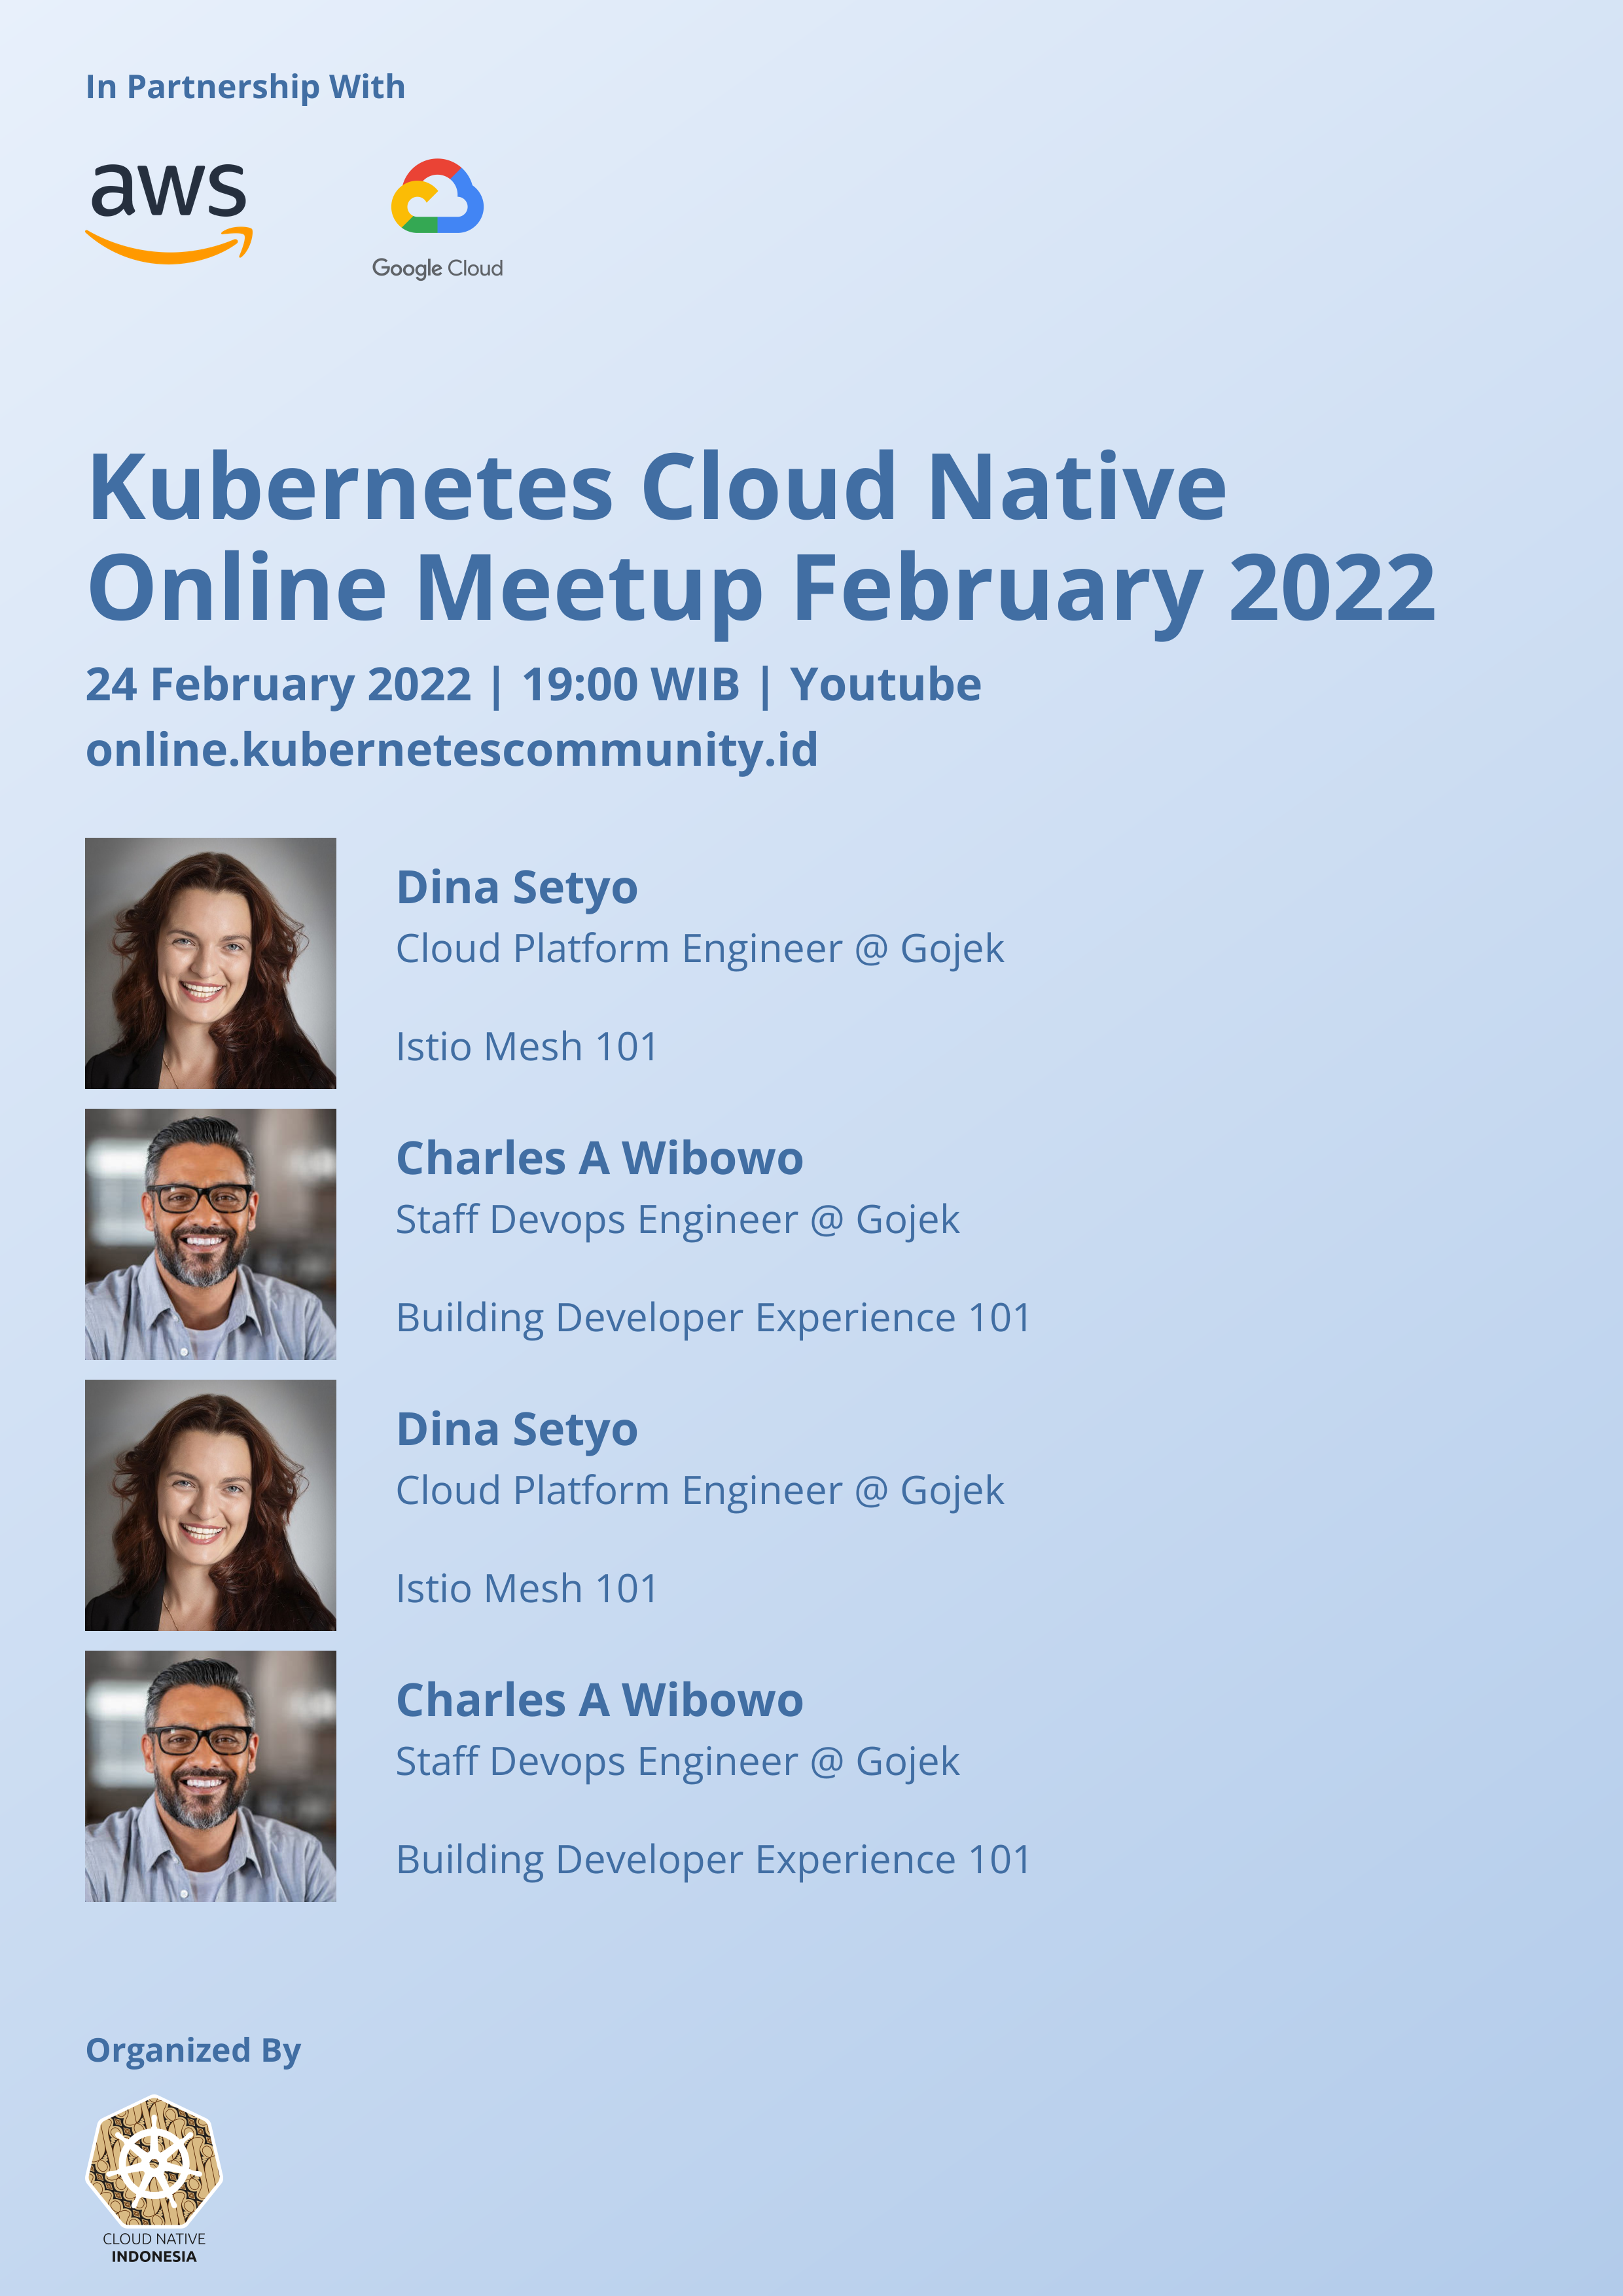 In Partnership With
aws
Google Cloud
Kubernetes Cloud Native
Online Meetup February 2022
24 February 2022 | 19:00 WIB | Youtube
online.kubernetescommunity.id
Dina Setyo
Cloud Platform Engineer @ Gojek
Istio Mesh 101
Charles A Wibowo
Staff Devops Engineer @ Gojek
Building Developer Experience 101
Dina Setyo
Cloud Platform Engineer @ Gojek
Istio Mesh 101
Charles A Wibowo
Staff Devops Engineer @ Gojek
Building Developer Experience 101
Organized By
CLOUD NATIVE
INDONESIA